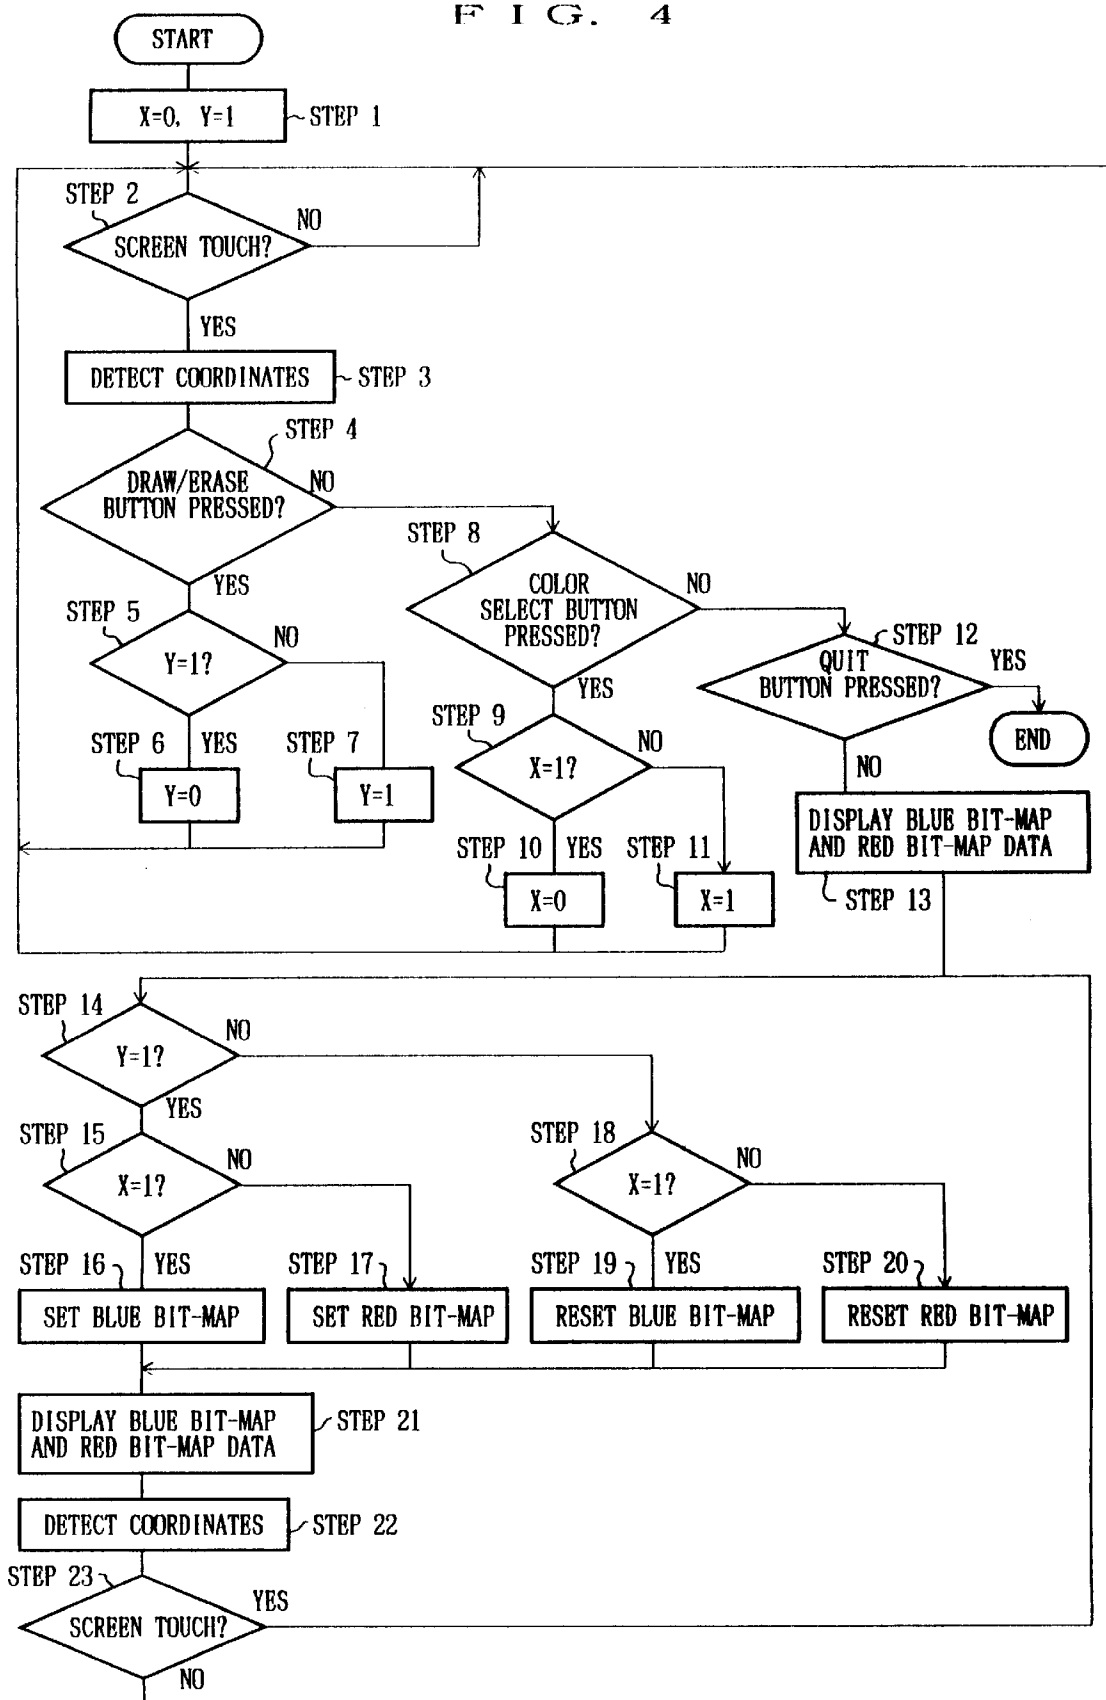 FIG. 4
START
X=0, Y=1
STEP 1
STEP 2
SCREEN TOUCH?
NO
YES
DETECT COORDINATES
STEP 3
STEP 4
DRAW/ERASE
BUTTON PRESSED?
NO
YES
STEP 5
Y=1?
NO
STEP 6
YES
STEP 7
Y=0
Y=1
STEP 8
COLOR
SELECT BUTTON
PRESSED?
NO
YES
STEP 9
X=1?
NO
STEP 10
YES
STEP 11
X=0
X=1
STEP 12
QUIT
BUTTON PRESSED?
YES
END
NO
DISPLAY BLUE BIT-MAP
AND RED BIT-MAP DATA
STEP 13
STEP 14
Y=1?
NO
YES
STEP 15
X=1?
NO
STEP 16
YES
STEP 17
SET BLUE BIT-MAP
SET RED BIT-MAP
STEP 18
X=1?
NO
STEP 19
YES
STEP 20
RESET BLUE BIT-MAP
RESET RED BIT-MAP
DISPLAY BLUE BIT-MAP
AND RED BIT-MAP DATA
STEP 21
DETECT COORDINATES
STEP 22
STEP 23
SCREEN TOUCH?
YES
NO